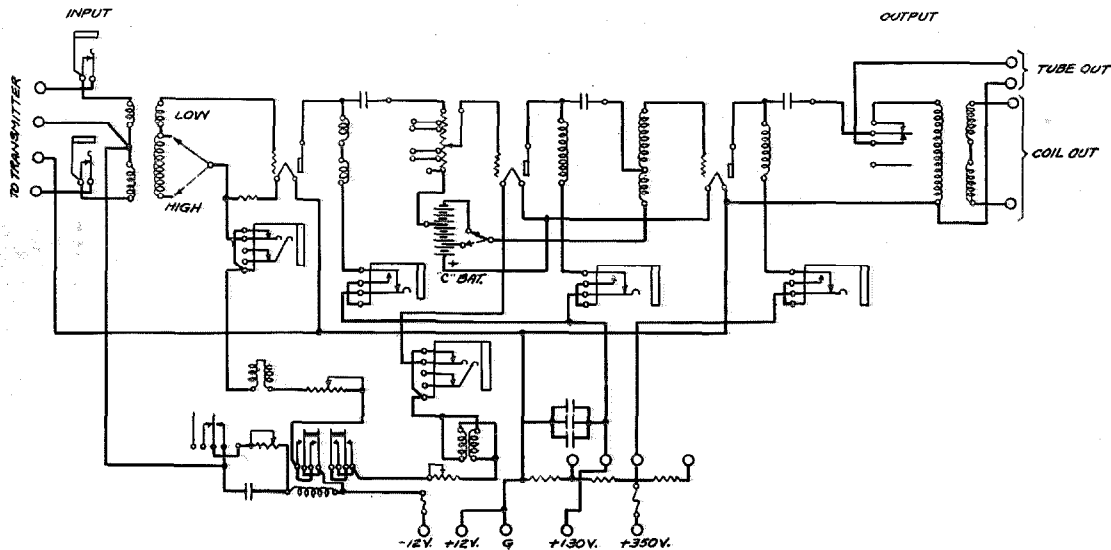 INPUT
OUTPUT
TUBE OUT
TO TRANSMITTER
LOW
COIL OUT
HIGH
"C" BAT.
+
-12V. +12V. G +130V. +350V.